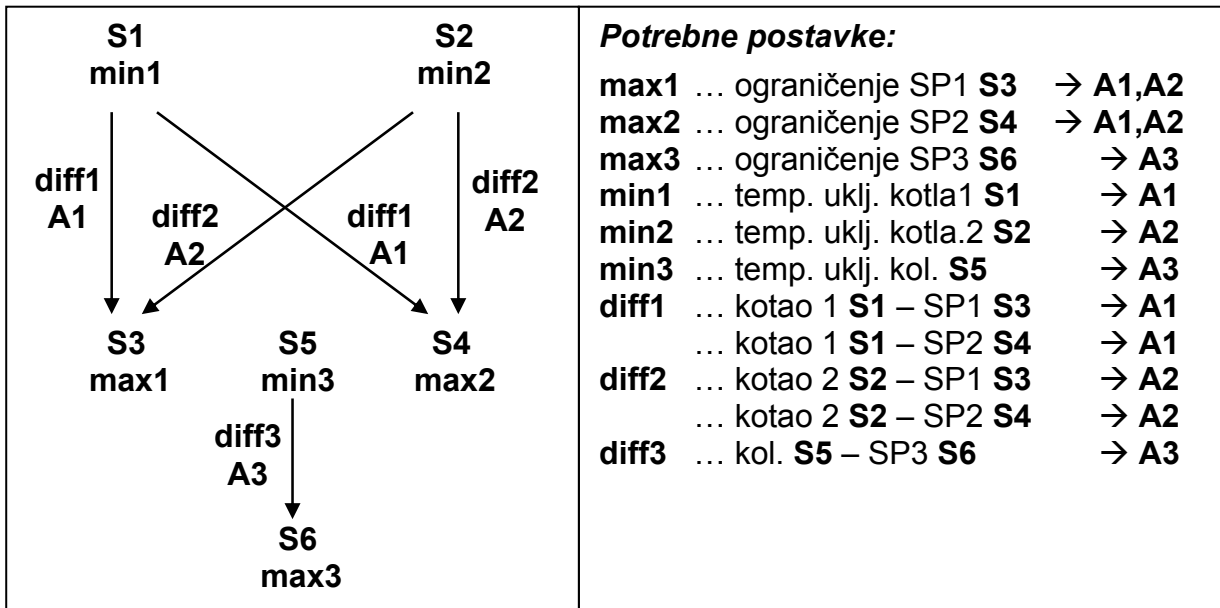 S1
min1
S2
min2
diff1
A1
diff2
A2
diff1
A1
diff2
A2
S3
max1
S5
min3
S4
max2
diff3
A3
S6
max3
Potrebne postavke:
max1 … ograničenje SP1 S3 → A1,A2
max2 … ograničenje SP2 S4 → A1,A2
max3 … ograničenje SP3 S6 → A3
min1 … temp. uklj. kotla1 S1 → A1
min2 … temp. uklj. kotla.2 S2 → A2
min3 … temp. uklj. kol. S5 → A3
diff1 … kotao 1 S1 – SP1 S3 → A1
… kotao 1 S1 – SP2 S4 → A1
diff2 … kotao 2 S2 – SP1 S3 → A2
… kotao 2 S2 – SP2 S4 → A2
diff3 … kol. S5 – SP3 S6 → A3